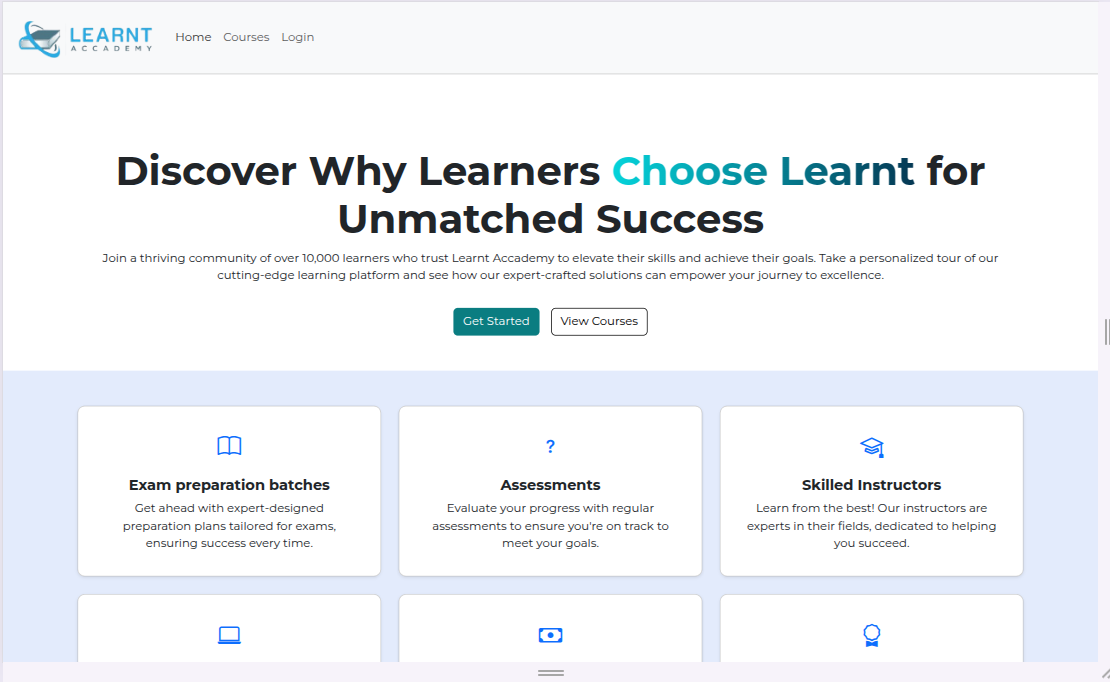 LEARNT
ACCADEMY
Home Courses Login
Discover Why Learners Choose Learnt for
Unmatched Success
Join a thriving community of over 10,000 learners who trust Learnt Accademy to elevate their skills and achieve their goals. Take a personalized tour of our
cutting-edge learning platform and see how our expert-crafted solutions can empower your journey to excellence.
Get Started View Courses
Exam preparation batches
Get ahead with expert-designed
preparation plans tailored for exams,
ensuring success every time.
?
Assessments
Evaluate your progress with regular
assessments to ensure you're on track to
meet your goals.
Skilled Instructors
Learn from the best! Our instructors are
experts in their fields, dedicated to helping
you succeed.